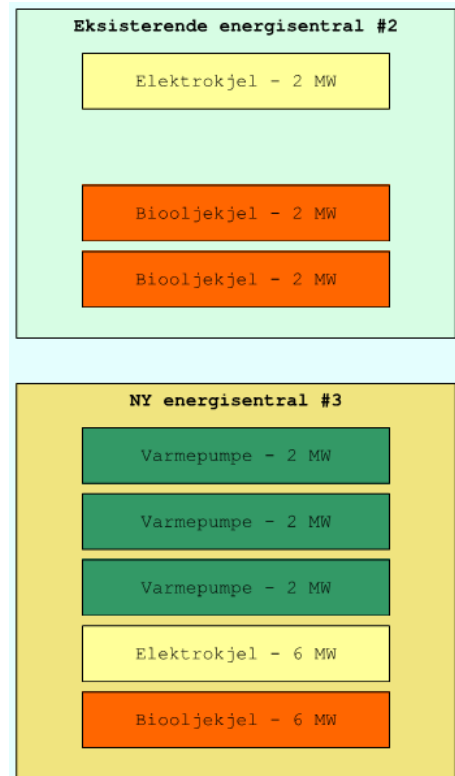 Eksisterende energisentral #2
Elektrokjel - 2 MW
Biooljekjel - 2 MW
Biooljekjel - 2 MW
NY energisentral #3
Varmepumpe - 2 MW
Varmepumpe - 2 MW
Varmepumpe - 2 MW
Elektrokjel - 6 MW
Biooljekjel - 6 MW